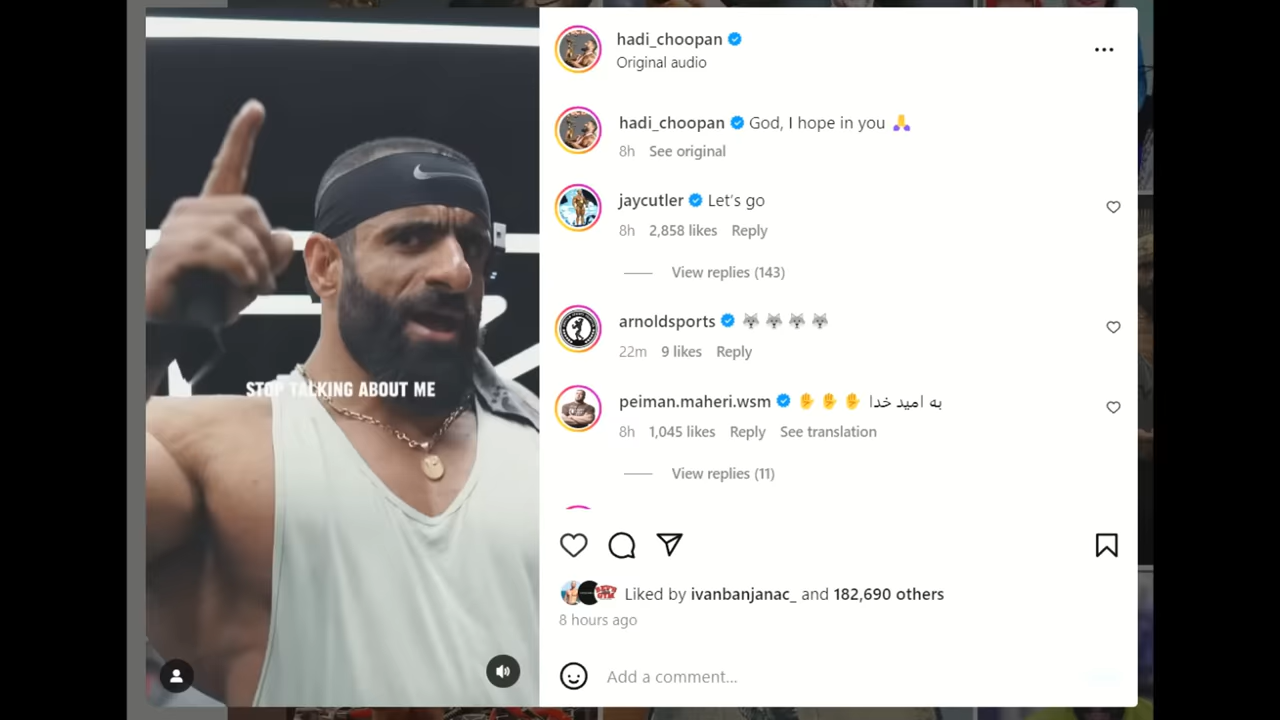 hadi_choopan
Original audio
hadi_choopan God, I hope in you 🙏
8h See original
jaycutler Let's go
8h 2,858 likes Reply
View replies (143)
arnoldsports 🐺 🐺 🐺 🐺
22m 9 likes Reply
peiman.maheri.wsm ✋ ✋ ✋ به امید خدا
8h 1,045 likes Reply See translation
View replies (11)
STOP TALKING ABOUT ME
Liked by ivanbanjanac_ and 182,690 others
8 hours ago
Add a comment...